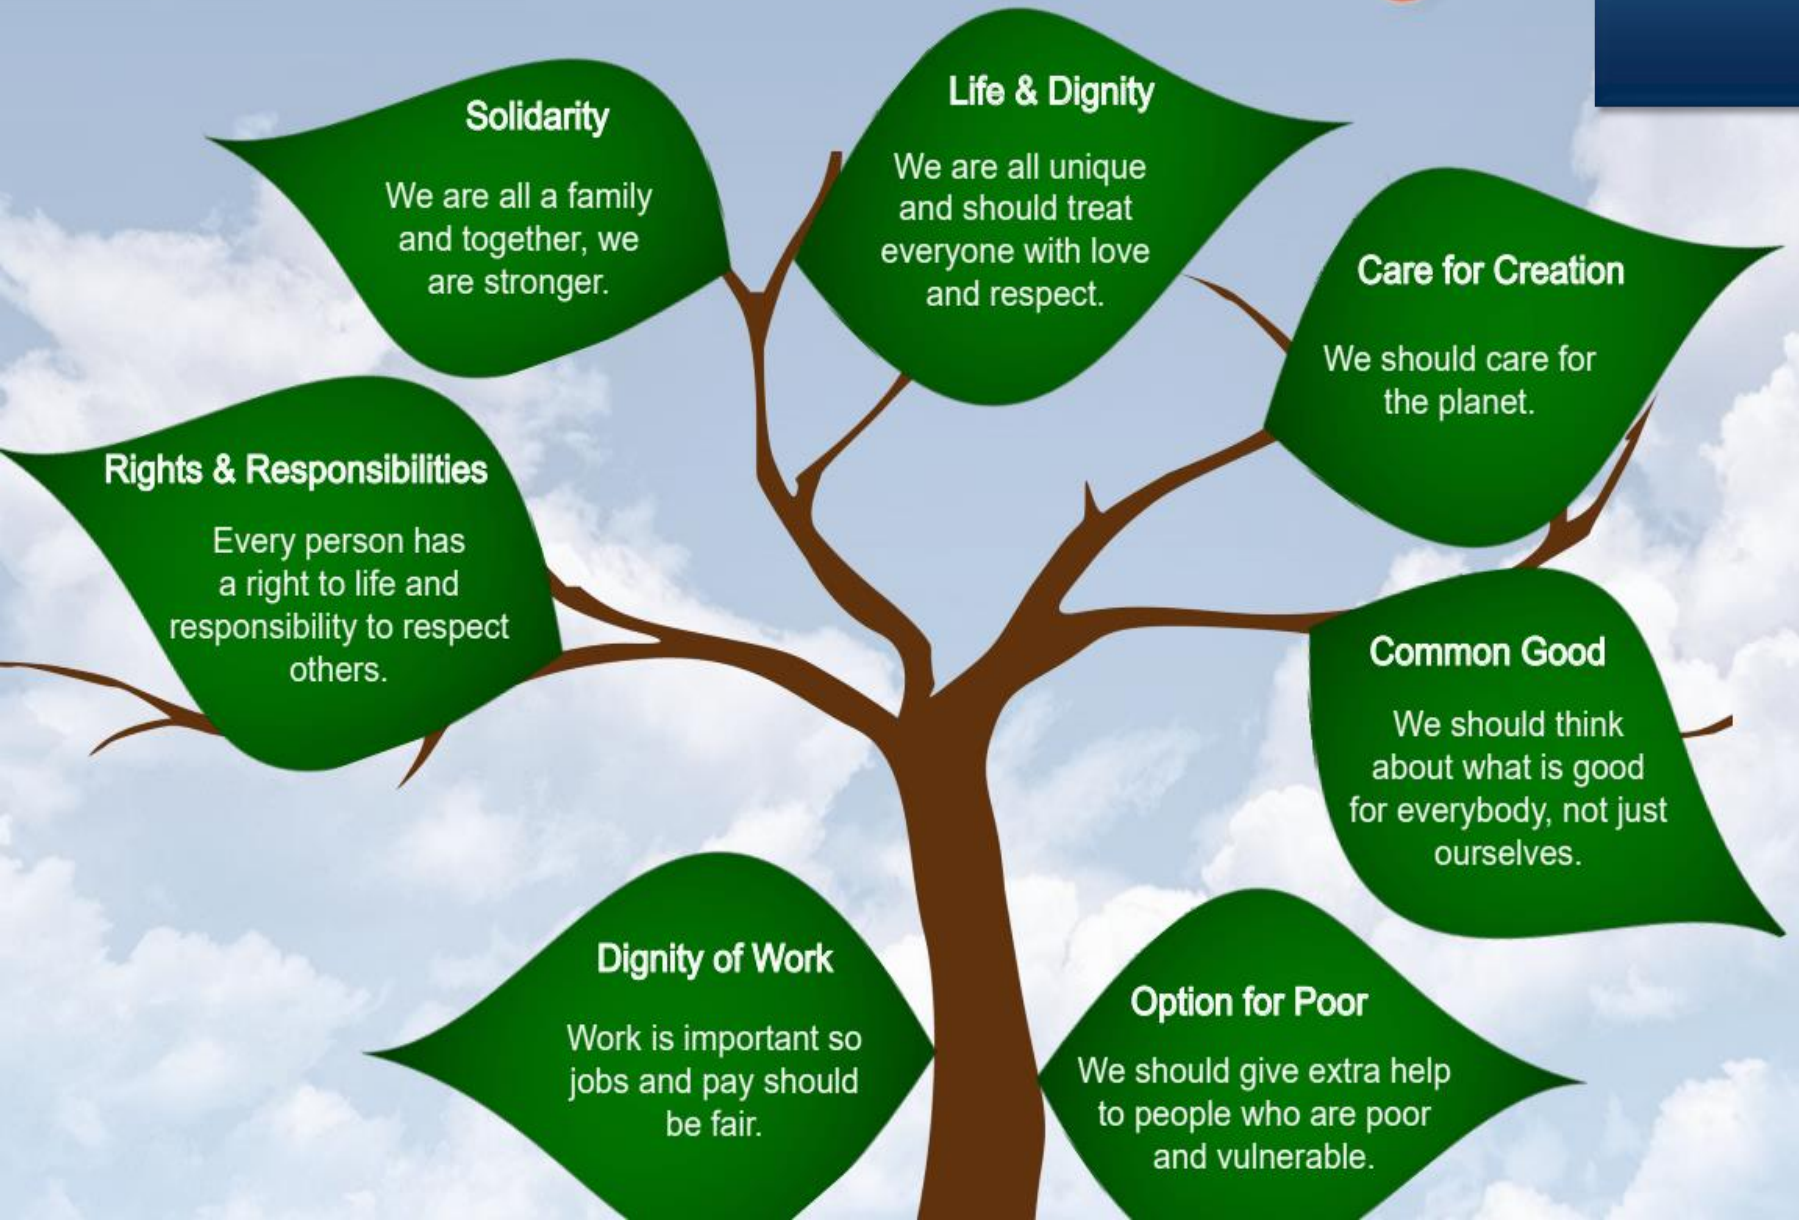 Solidarity
We are all a family
and together, we
are stronger.
Life & Dignity
We are all unique
and should treat
everyone with love
and respect.
Care for Creation
We should care for
the planet.
Rights & Responsibilities
Every person has
a right to life and
responsibility to respect
others.
Common Good
We should think
about what is good
for everybody, not just
ourselves.
Dignity of Work
Work is important so
jobs and pay should
be fair.
Option for Poor
We should give extra help
to people who are poor
and vulnerable.